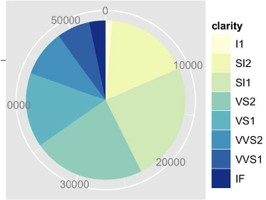 0
50000
clarity
I1
SI2
10000
SI1
VS2
0000
VS1
VVS2
20000
VVS1
30000
IF